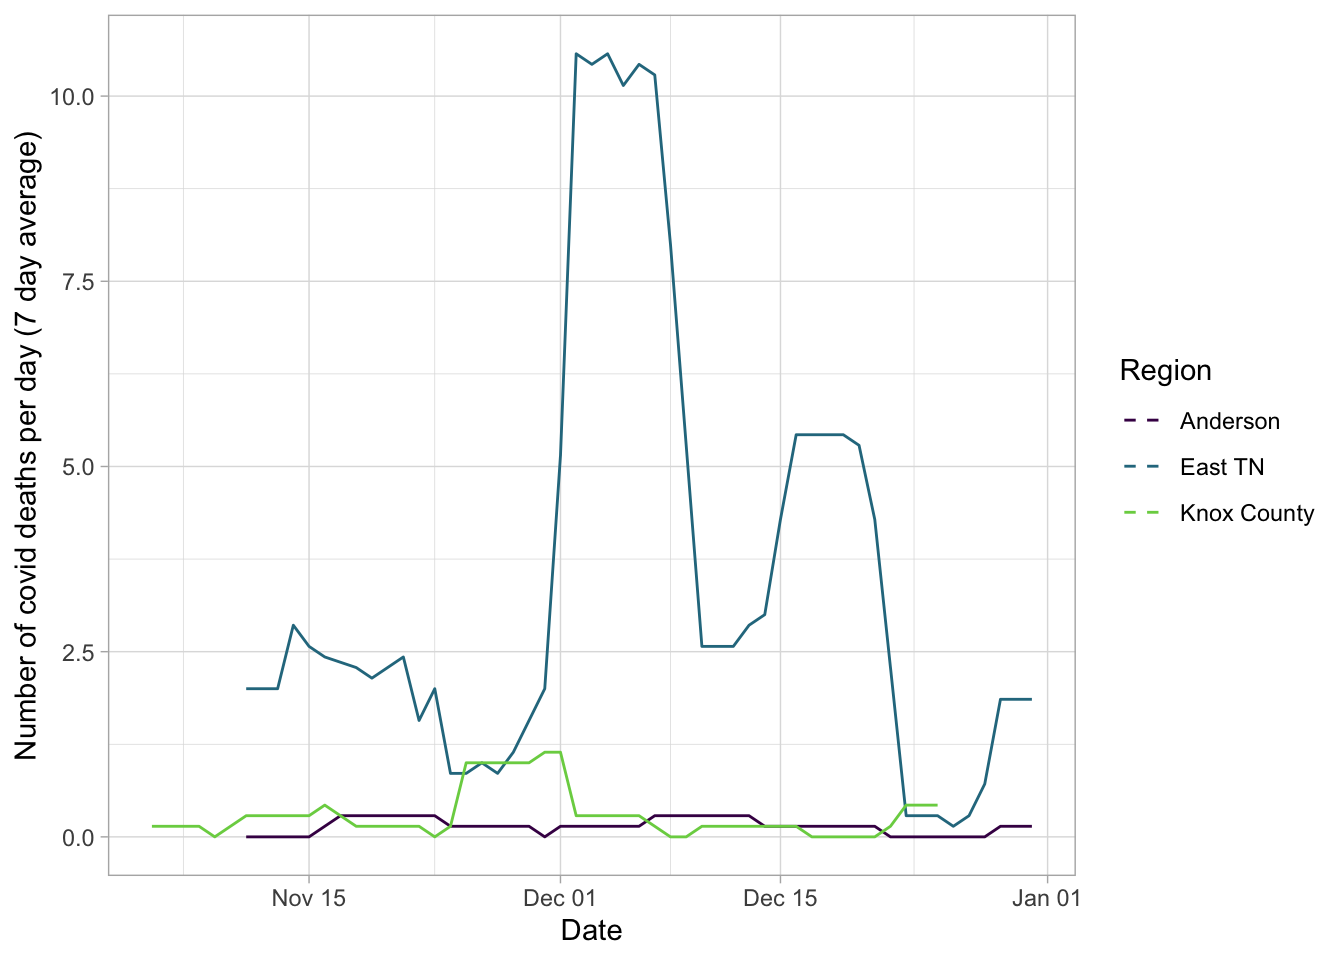 Number of covid deaths per day (7 day average)
10.0
7.5
5.0
2.5
0.0
Nov 15
Dec 01
Dec 15
Jan 01
Date
Region
Anderson
East TN
Knox County